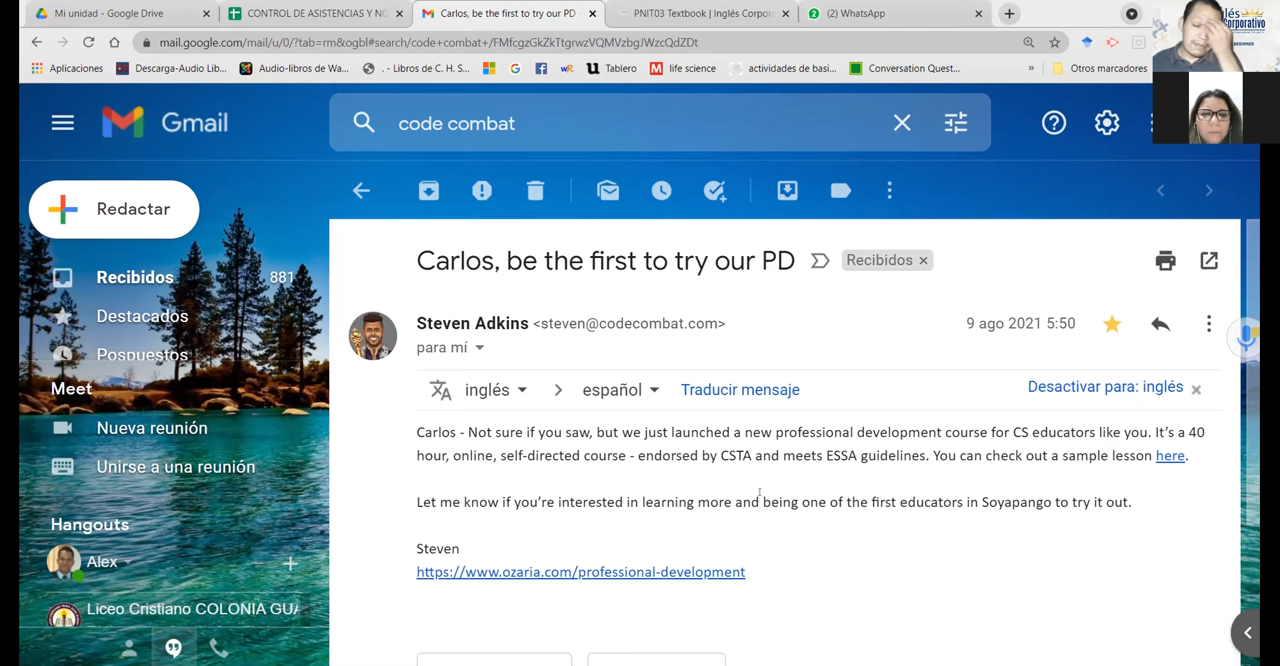 Mi unidad - Google Drive
CONTROL DE ASISTENCIAS Y NO
Carlos, be the first to try our PD -
PNIT03 Textbook | Inglés Corpor
(2) WhatsApp
mail.google.com/mail/u/0/?tab=rm&ogbl#search/code+combat+/FMfcgzGkZkTtgrwzVQMVzbgJWzcQdZDt
Aplicaciones
Descarga-Audio Lib...
Audio-libros de Wa...
. - Libros de C. H. S...
Tablero
life science
actividades de basi...
Conversation Quest...
»
Otros marcadores
Gmail
code combat
Redactar
Recibidos 881
Destacados
Pospuestos
Meet
Nueva reunión
Unirse a una reunión
Hangouts
Alex
Liceo Cristiano COLONIA GUA
Carlos, be the first to try our PD
Recibidos ×
Steven Adkins <steven@codecombat.com>
9 ago 2021 5:50
para mí
inglés > español Traducir mensaje
Desactivar para: inglés ×
Carlos - Not sure if you saw, but we just launched a new professional development course for CS educators like you. It's a 40
hour, online, self-directed course - endorsed by CSTA and meets ESSA guidelines. You can check out a sample lesson here.
Let me know if you're interested in learning more and being one of the first educators in Soyapango to try it out.
Steven
https://www.ozaria.com/professional-development